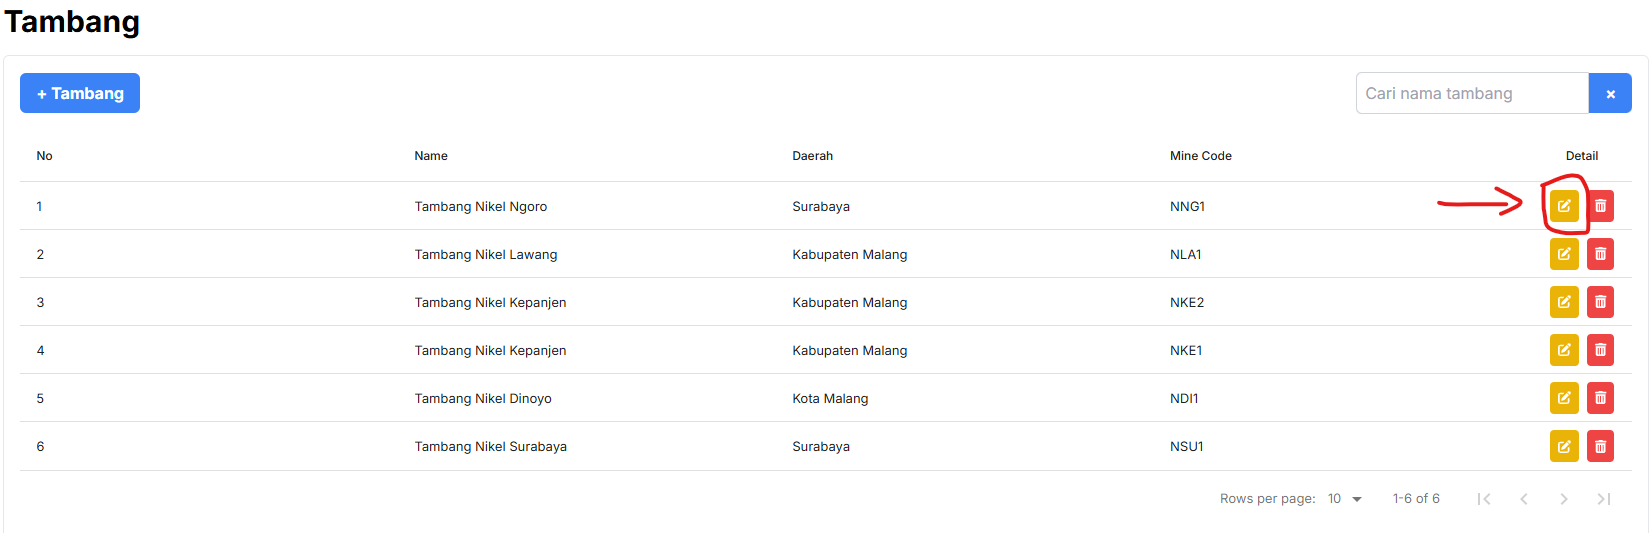 Tambang
+ Tambang
Cari nama tambang ×
No Name Daerah Mine Code Detail
1 Tambang Nikel Ngoro Surabaya NNG1
2 Tambang Nikel Lawang Kabupaten Malang NLA1
3 Tambang Nikel Kepanjen Kabupaten Malang NKE2
4 Tambang Nikel Kepanjen Kabupaten Malang NKE1
5 Tambang Nikel Dinoyo Kota Malang NDI1
6 Tambang Nikel Surabaya Surabaya NSU1
Rows per page: 10 1-6 of 6